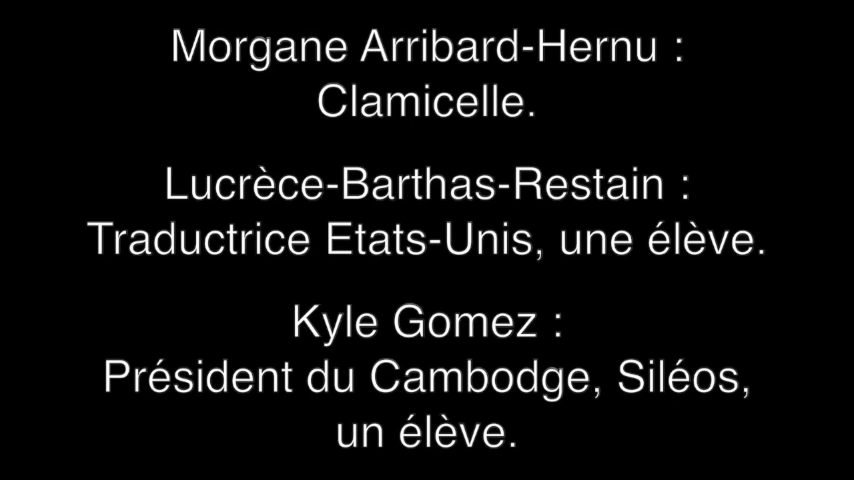 Morgane Arribard-Hernu :
Clamicelle.
Lucrèce-Barthas-Restain :
Traductrice Etats-Unis, une élève.
Kyle Gomez :
Président du Cambodge, Siléos,
un élève.